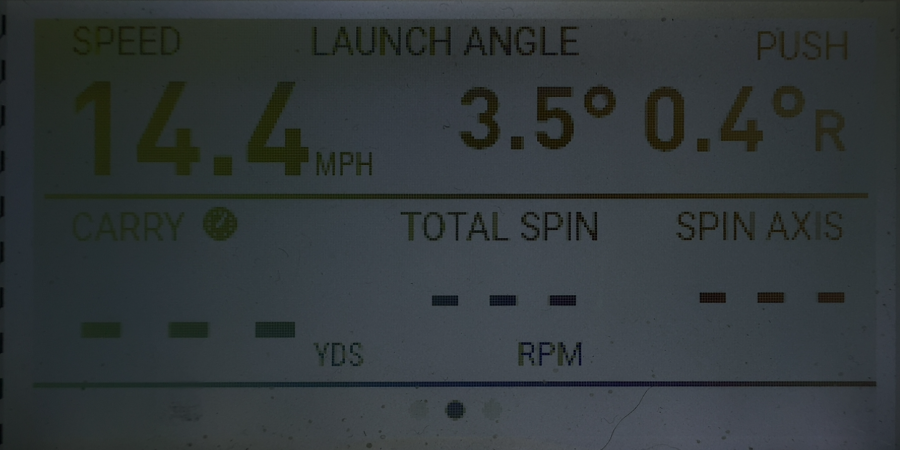 SPEED LAUNCH ANGLE PUSH
14.4 MPH 3.5° 0.4° R
CARRY TOTAL SPIN SPIN AXIS
--- YDS --- RPM ---